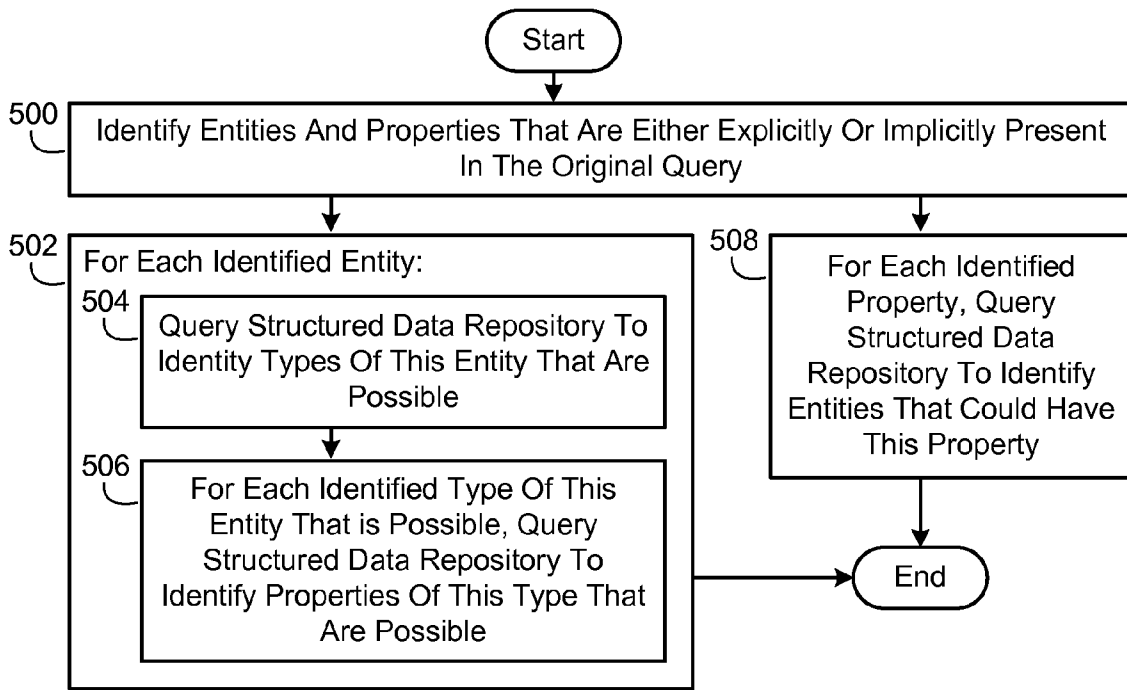 Start
500
Identify Entities And Properties That Are Either Explicitly Or Implicitly Present
In The Original Query
502
For Each Identified Entity:
504
Query Structured Data Repository To
Identity Types Of This Entity That Are
Possible
506
For Each Identified Type Of This
Entity That is Possible, Query
Structured Data Repository To
Identify Properties Of This Type That
Are Possible
508
For Each Identified
Property, Query
Structured Data
Repository To Identify
Entities That Could Have
This Property
End